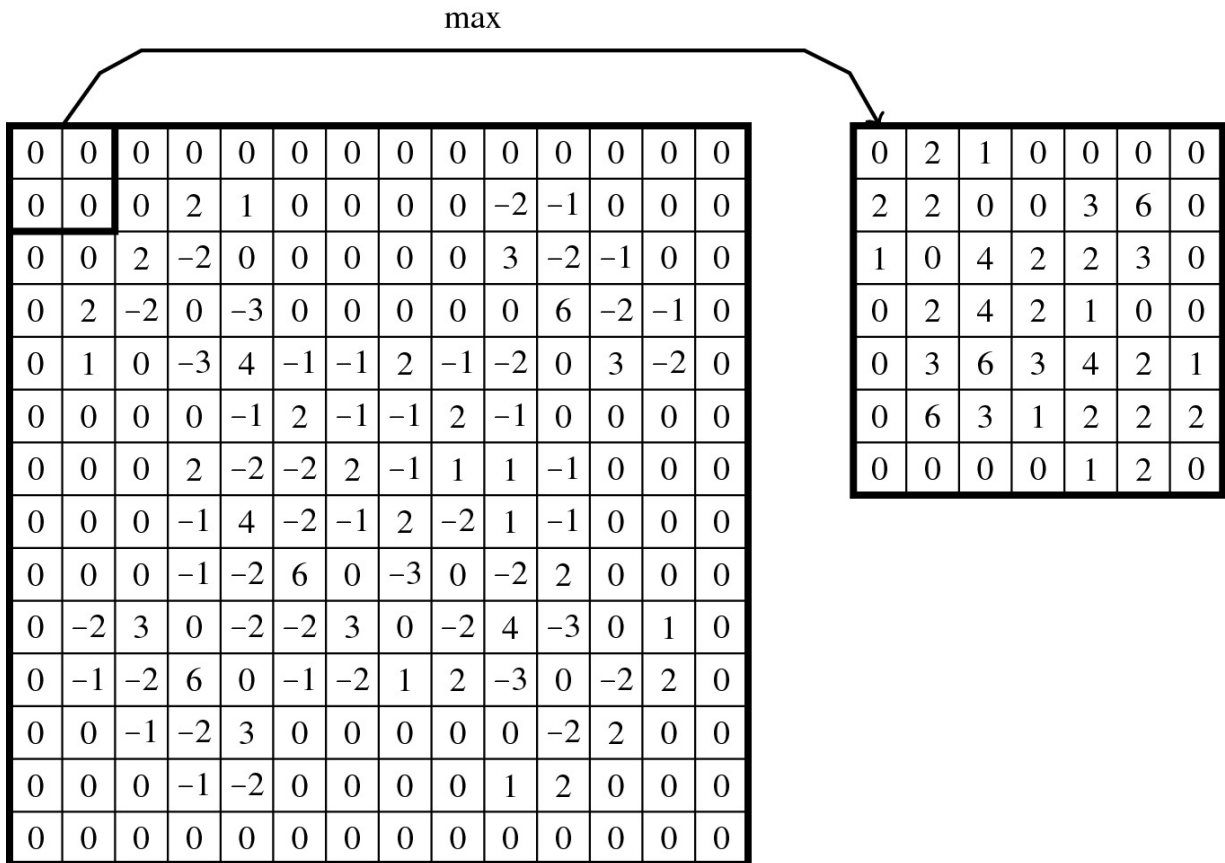 max
0 0 0 0 0 0 0 0 0 0 0 0 0 0 0 2 1 0 0 0 0
0 0 0 2 1 0 0 0 0 −2 −1 0 0 0 2 2 0 0 3 6 0
0 0 2 −2 0 0 0 0 0 3 −2 −1 0 0 1 0 4 2 2 3 0
0 2 −2 0 −3 0 0 0 0 0 6 −2 −1 0 0 2 4 2 1 0 0
0 1 0 −3 4 −1 −1 2 −1 −2 0 3 −2 0 0 3 6 3 4 2 1
0 0 0 0 −1 2 −1 −1 2 −1 0 0 0 0 0 6 3 1 2 2 2
0 0 0 2 −2 −2 2 −1 1 1 −1 0 0 0 0 0 0 0 1 2 0
0 0 0 −1 4 −2 −1 2 −2 1 −1 0 0 0
0 0 0 −1 −2 6 0 −3 0 −2 2 0 0 0
0 −2 3 0 −2 −2 3 0 −2 4 −3 0 1 0
0 −1 −2 6 0 −1 −2 1 2 −3 0 −2 2 0
0 0 −1 −2 3 0 0 0 0 0 −2 2 0 0
0 0 0 −1 −2 0 0 0 0 1 2 0 0 0
0 0 0 0 0 0 0 0 0 0 0 0 0 0